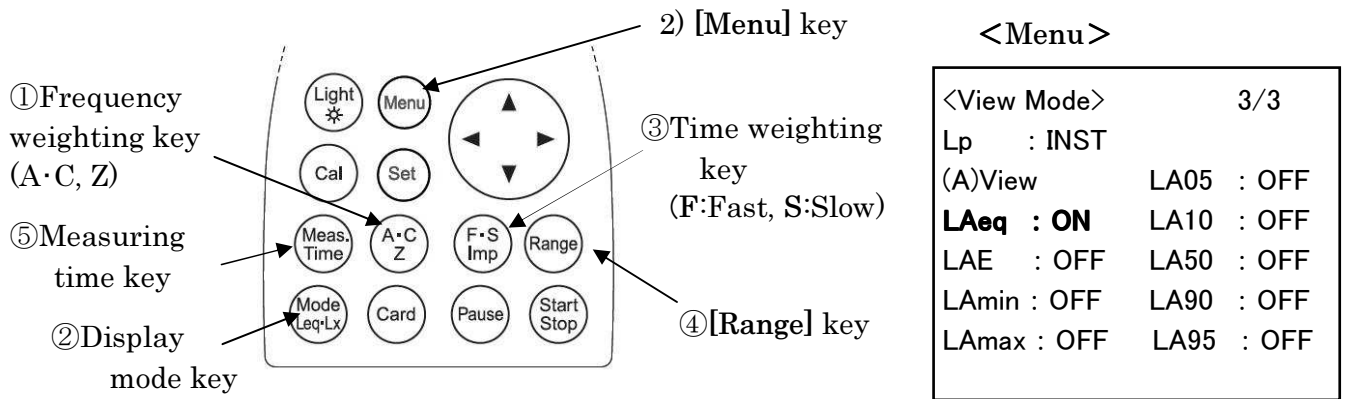 2) [Menu] key
①Frequency
weighting key
(A･C, Z)
⑤Measuring
time key
②Display
mode key
Light
Menu
Cal
Set
Meas.
Time
A･C
Z
F･S
Imp
Range
Mode
Leq･Lx
Card
Pause
Start
Stop
③Time weighting
key
(F:Fast, S:Slow)
④[Range] key
＜Menu＞
<View Mode> 3/3
Lp : INST
(A)View LA05 : OFF
LAeq : ON LA10 : OFF
LAE : OFF LA50 : OFF
LAmin : OFF LA90 : OFF
LAmax : OFF LA95 : OFF